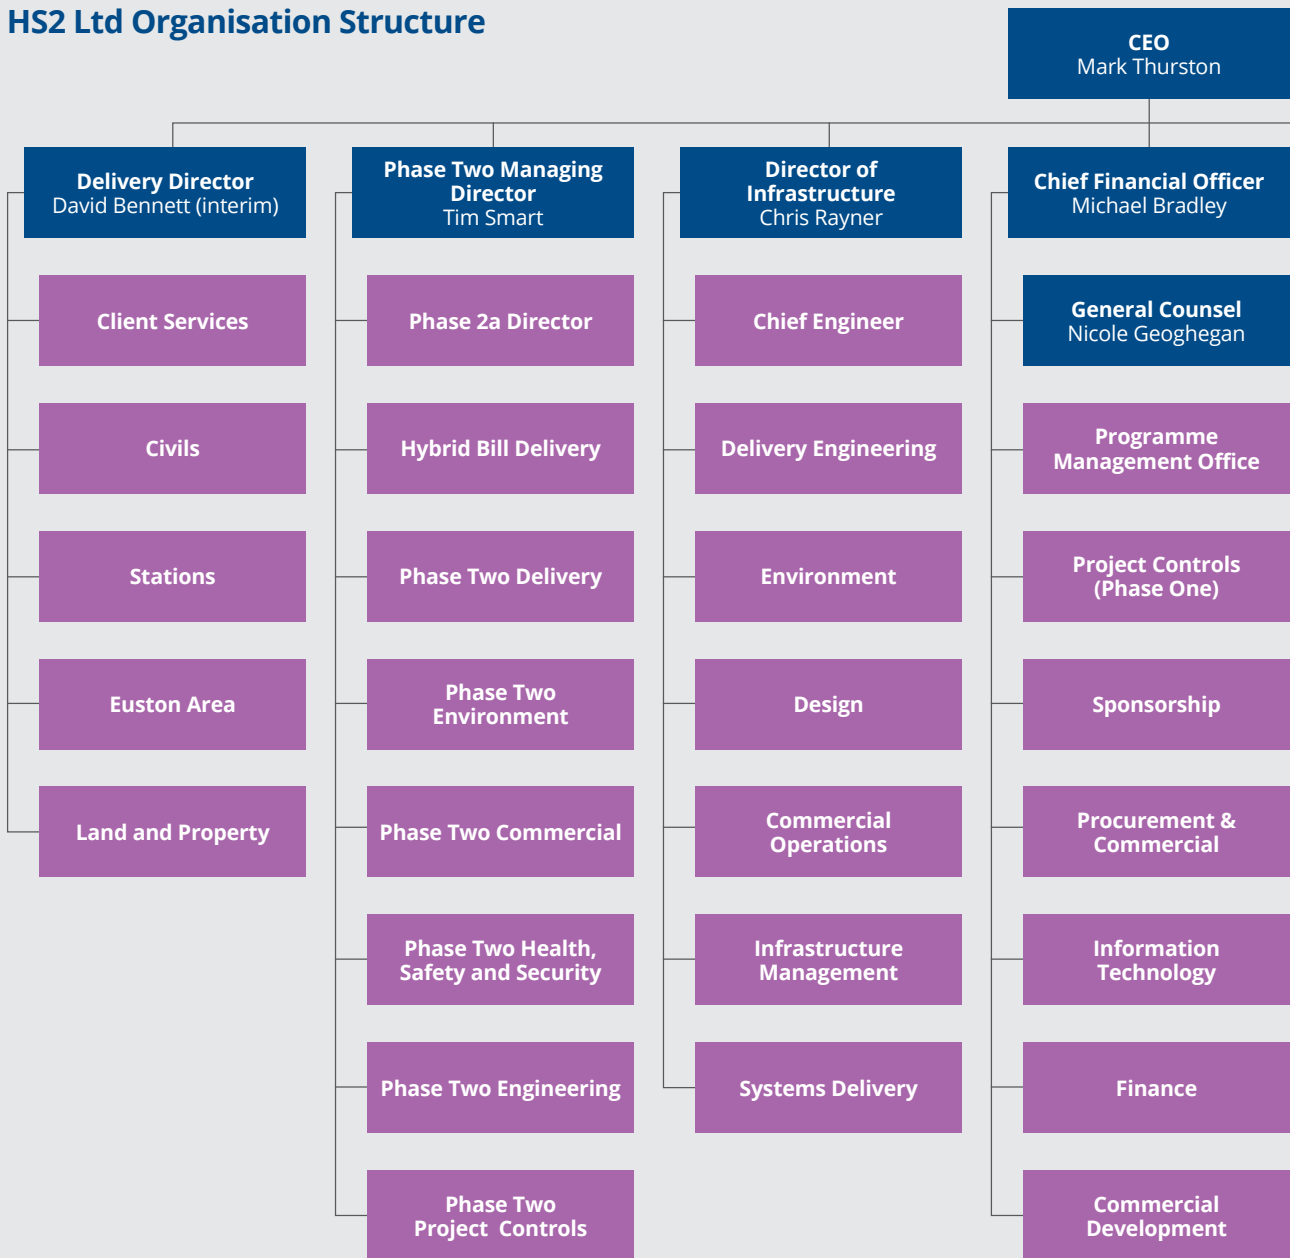 HS2 Ltd Organisation Structure
CEO
Mark Thurston
Delivery Director
David Bennett (interim)
Client Services
Civils
Stations
Euston Area
Land and Property
Phase Two Managing
Director
Tim Smart
Phase 2a Director
Hybrid Bill Delivery
Phase Two Delivery
Phase Two
Environment
Phase Two Commercial
Phase Two Health,
Safety and Security
Phase Two Engineering
Phase Two
Project Controls
Director of
Infrastructure
Chris Rayner
Chief Engineer
Delivery Engineering
Environment
Design
Commercial
Operations
Infrastructure
Management
Systems Delivery
Chief Financial Officer
Michael Bradley
General Counsel
Nicole Geoghegan
Programme
Management Office
Project Controls
(Phase One)
Sponsorship
Procurement &
Commercial
Information
Technology
Finance
Commercial
Development